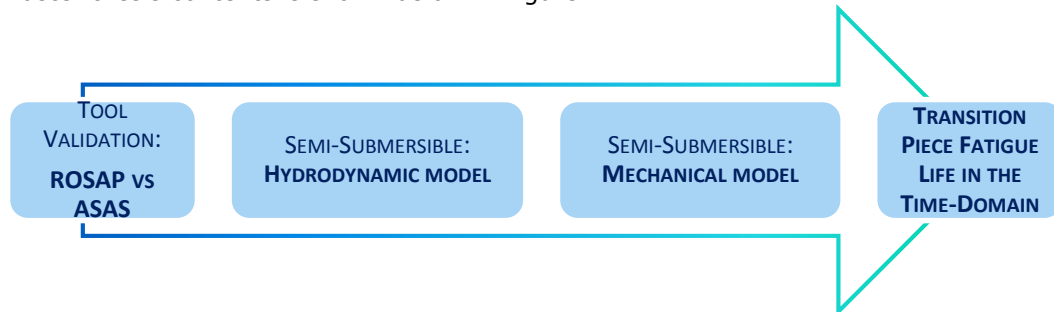 TOOL
VALIDATION:
ROSAP VS
ASAS
SEMI-SUBMERSIBLE:
HYDRODYNAMIC MODEL
SEMI-SUBMERSIBLE:
MECHANICAL MODEL
TRANSITION
PIECE FATIGUE
LIFE IN THE
TIME-DOMAIN